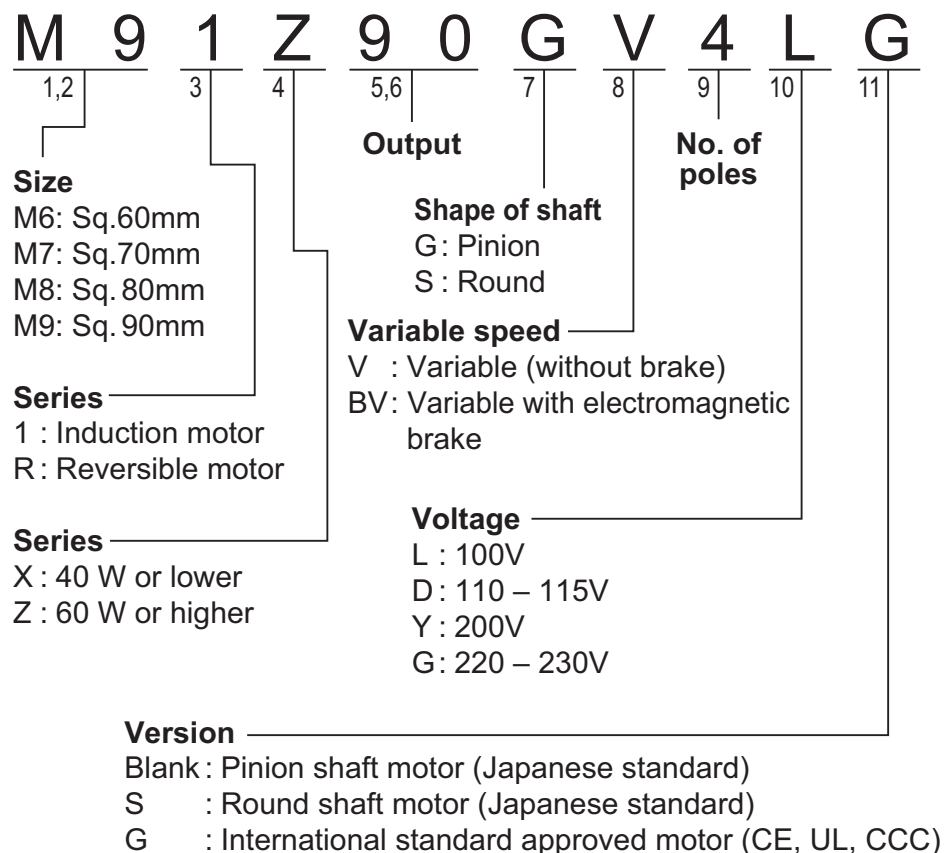 M 9 1 Z 9 0 G V 4 L G
1,2 3 4 5,6 7 8 9 10 11
Output
No. of
poles
Size
M6: Sq.60mm
M7: Sq.70mm
M8: Sq. 80mm
M9: Sq. 90mm
Shape of shaft
G: Pinion
S : Round
Variable speed
V : Variable (without brake)
BV: Variable with electromagnetic
brake
Series
1 : Induction motor
R: Reversible motor
Series
X : 40 W or lower
Z : 60 W or higher
Voltage
L : 100V
D: 110 – 115V
Y : 200V
G: 220 – 230V
Version
Blank : Pinion shaft motor (Japanese standard)
S : Round shaft motor (Japanese standard)
G : International standard approved motor (CE, UL, CCC)